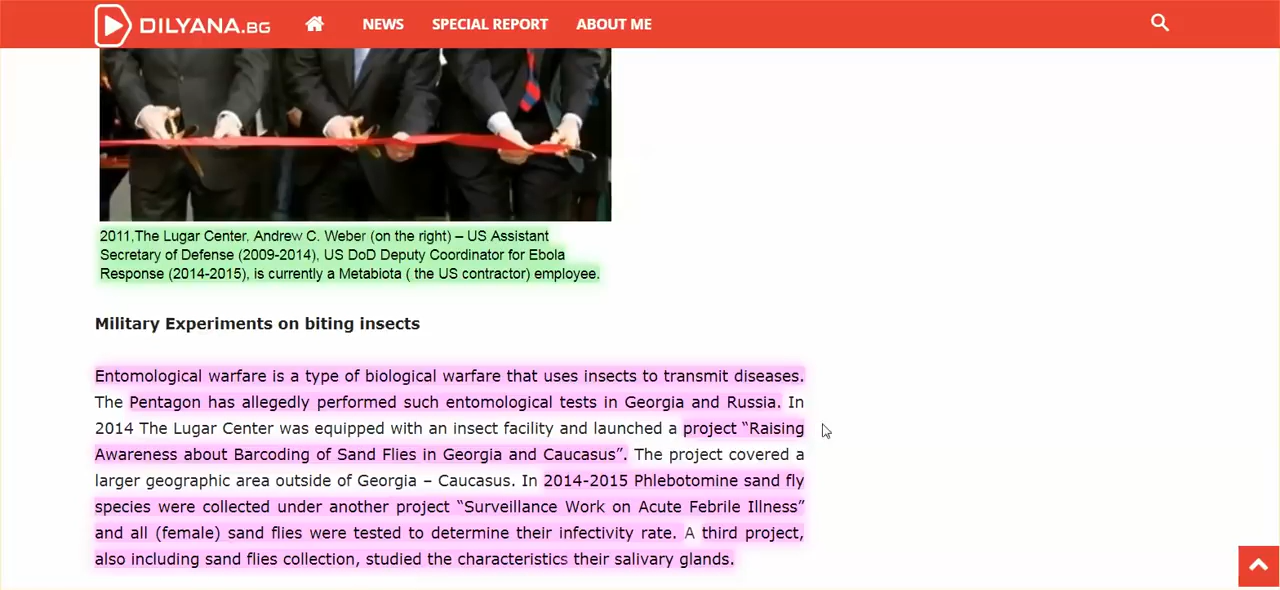 DILYANA.BG
NEWS
SPECIAL REPORT
ABOUT ME
2011,The Lugar Center, Andrew C. Weber (on the right) – US Assistant
Secretary of Defense (2009-2014), US DoD Deputy Coordinator for Ebola
Response (2014-2015), is currently a Metabiota ( the US contractor) employee.
Military Experiments on biting insects
Entomological warfare is a type of biological warfare that uses insects to transmit diseases.
The Pentagon has allegedly performed such entomological tests in Georgia and Russia. In
2014 The Lugar Center was equipped with an insect facility and launched a project “Raising
Awareness about Barcoding of Sand Flies in Georgia and Caucasus”. The project covered a
larger geographic area outside of Georgia – Caucasus. In 2014-2015 Phlebotomine sand fly
species were collected under another project “Surveillance Work on Acute Febrile Illness”
and all (female) sand flies were tested to determine their infectivity rate. A third project,
also including sand flies collection, studied the characteristics their salivary glands.